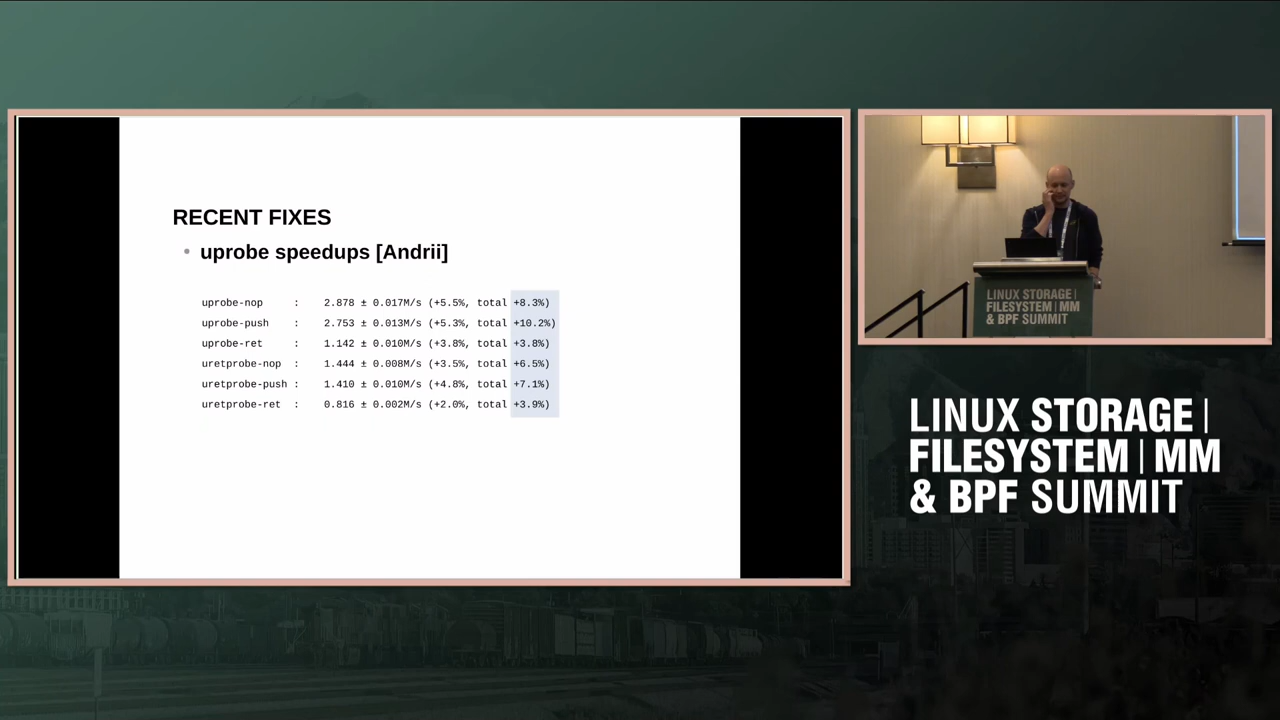 RECENT FIXES
• uprobe speedups [Andrii]
uprobe-nop : 2.878 ± 0.017M/s (+5.5%, total +8.3%)
uprobe-push : 2.753 ± 0.013M/s (+5.3%, total +10.2%)
uprobe-ret : 1.142 ± 0.010M/s (+3.8%, total +3.8%)
uretprobe-nop : 1.444 ± 0.008M/s (+3.5%, total +6.5%)
uretprobe-push : 1.410 ± 0.010M/s (+4.8%, total +7.1%)
uretprobe-ret : 0.816 ± 0.002M/s (+2.0%, total +3.9%)
LINUX STORAGE |
FILESYSTEM | MM
& BPF SUMMIT
LINUX STORAGE |
FILESYSTEM | MM
& BPF SUMMIT